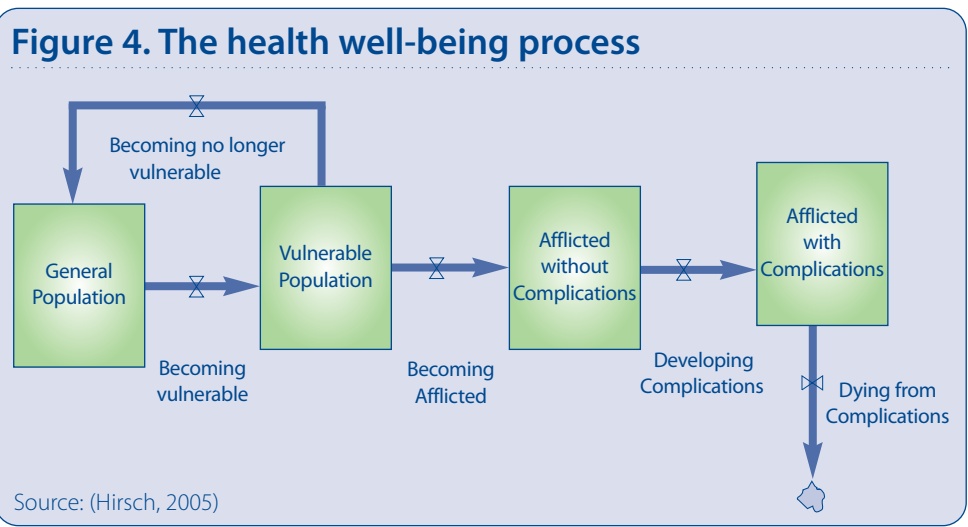 Figure 4. The health well-being process
Becoming no longer
vulnerable
General
Population
Vulnerable
Population
Afflicted
without
Complications
Afflicted
with
Complications
Becoming
vulnerable
Becoming
Afflicted
Developing
Complications
Dying from
Complications
Source: (Hirsch, 2005)